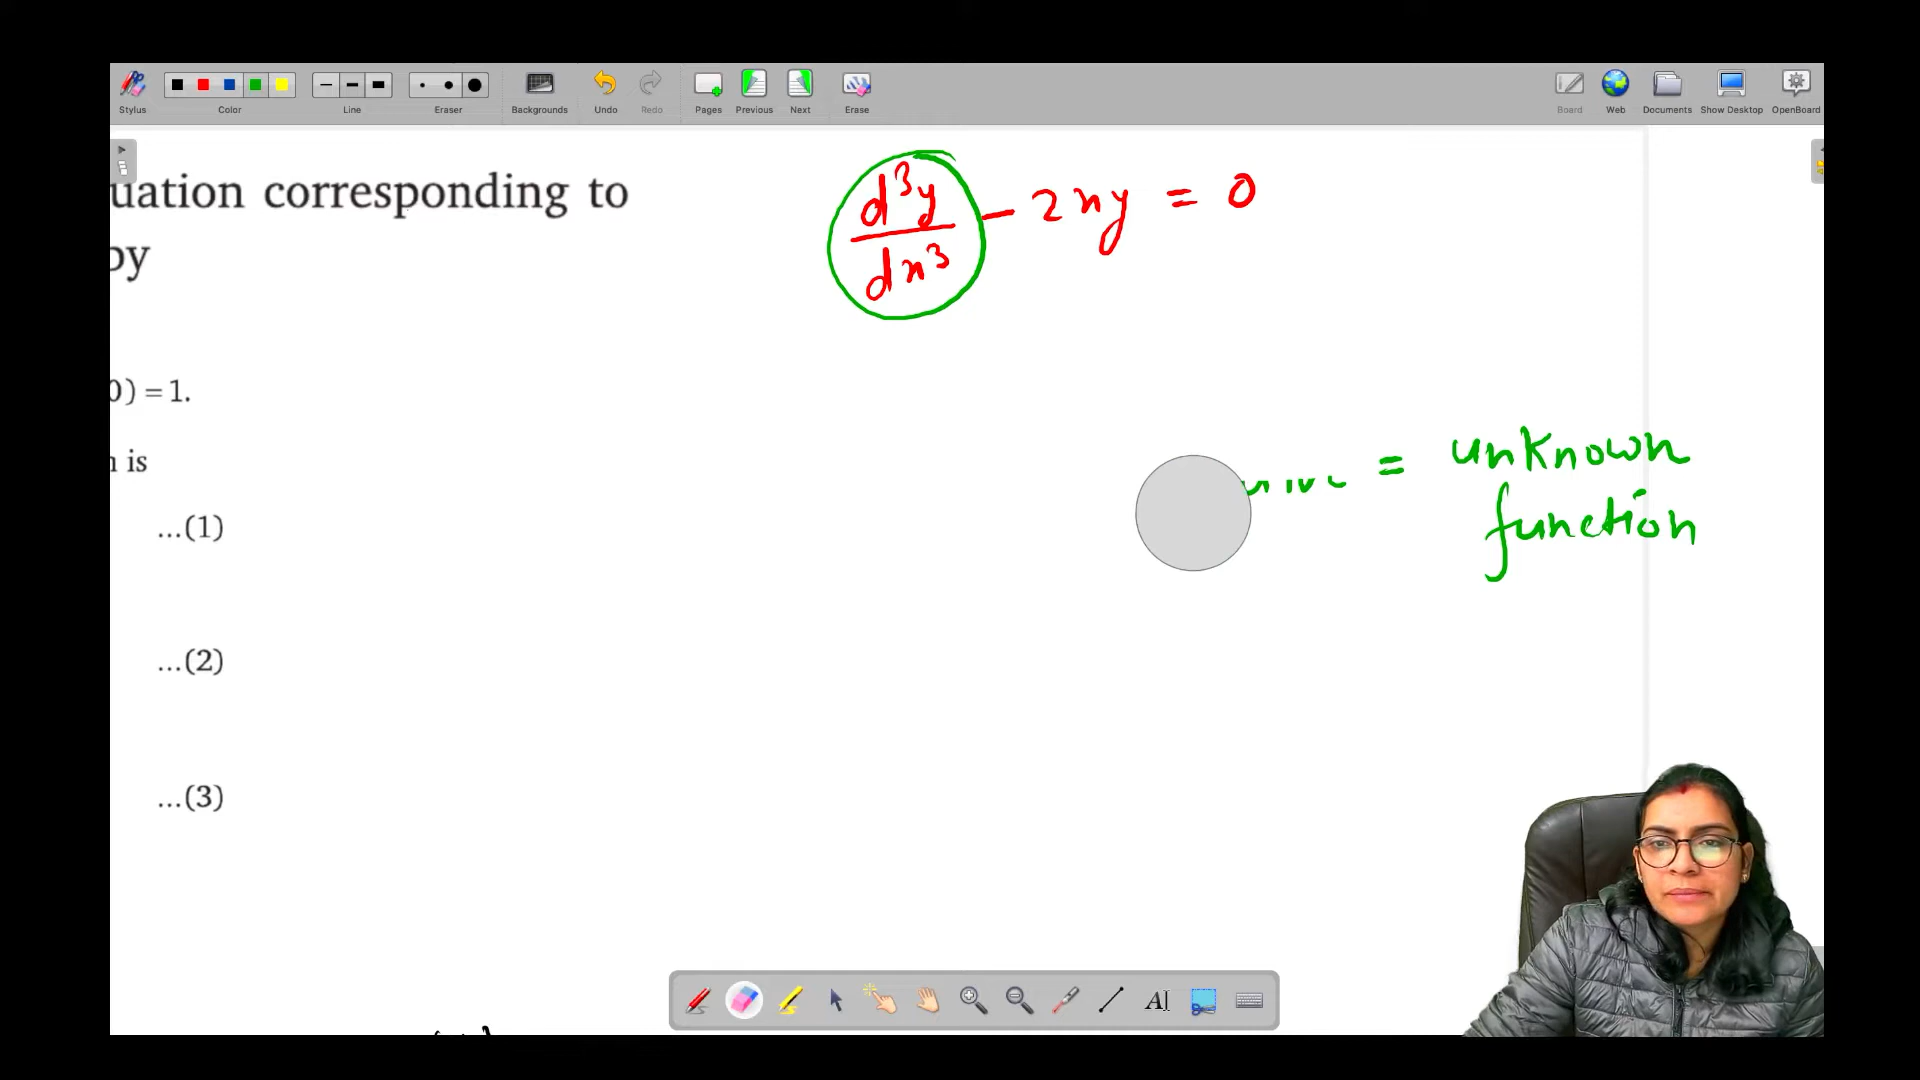 Stylus
Color
Line
Eraser
Backgrounds
Undo
Redo
Pages
Previous
Next
Erase
Board
Web
Documents
Show Desktop
OpenBoard
uation corresponding to
by
0) = 1.
n is
...(1)
...(2)
...(3)
d³y/dx³ - 2xy = 0
= unknown
function